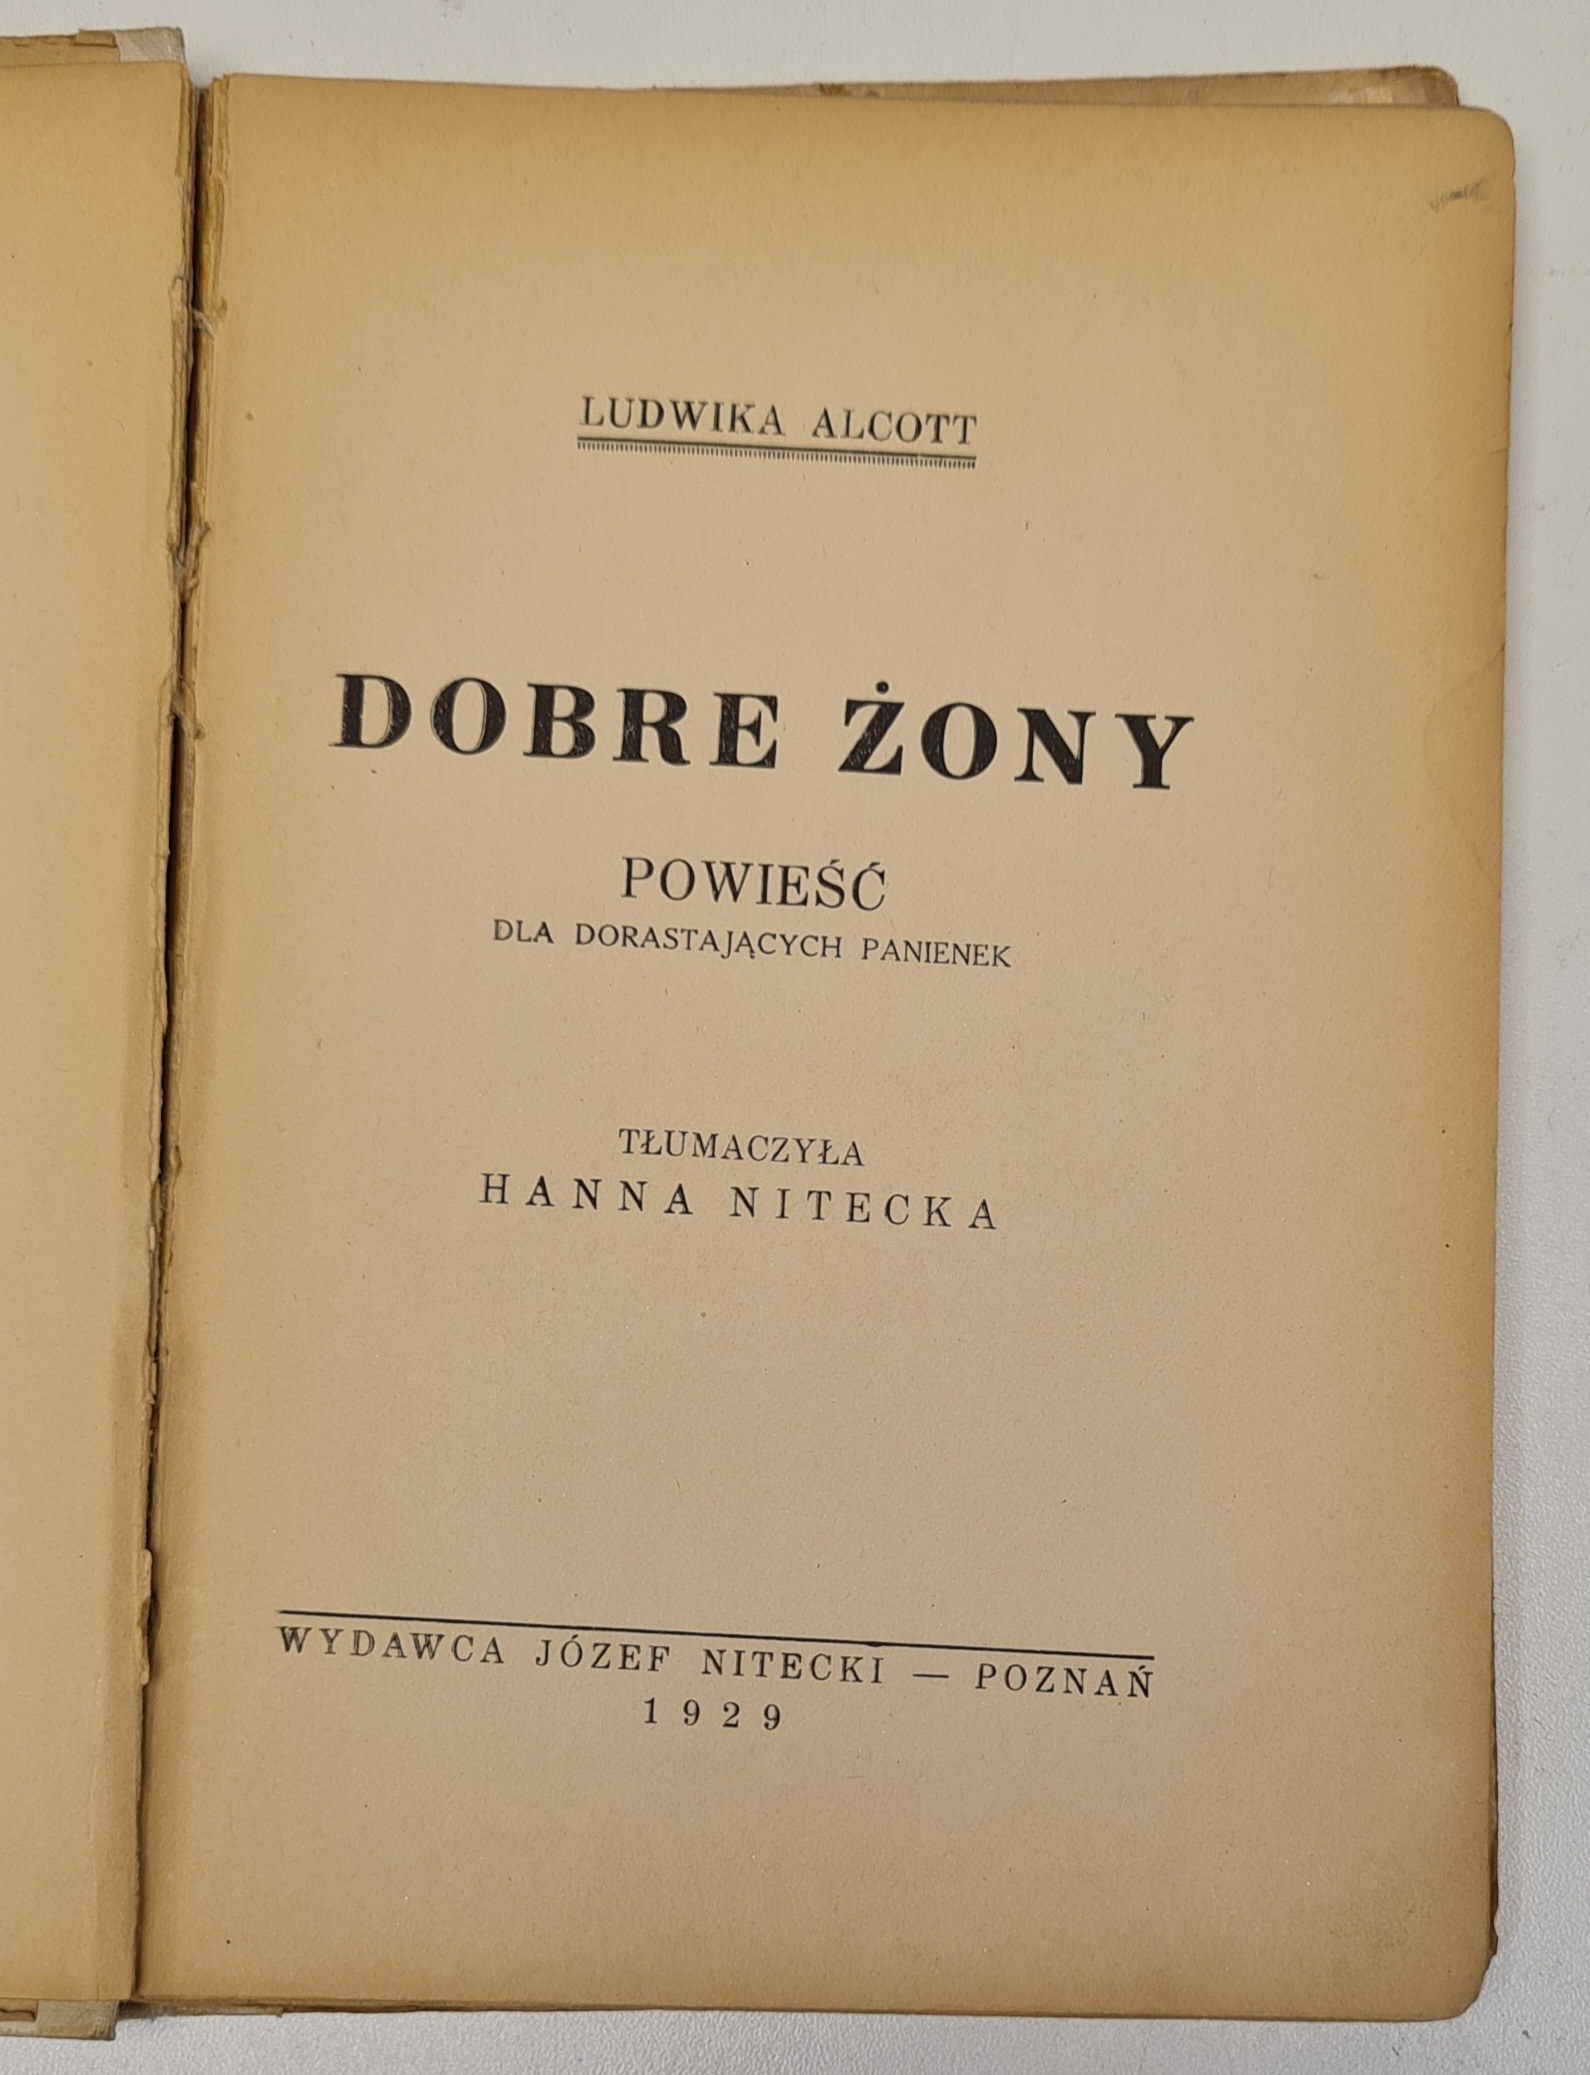 LUDWIKA ALCOTT
DOBRE ŻONY
POWIEŚĆ
DLA DORASTAJĄCYCH PANIENEK
TŁUMACZYŁA
HANNA NITECKA
WYDAWCA JÓZEF NITECKI — POZNAŃ
1929